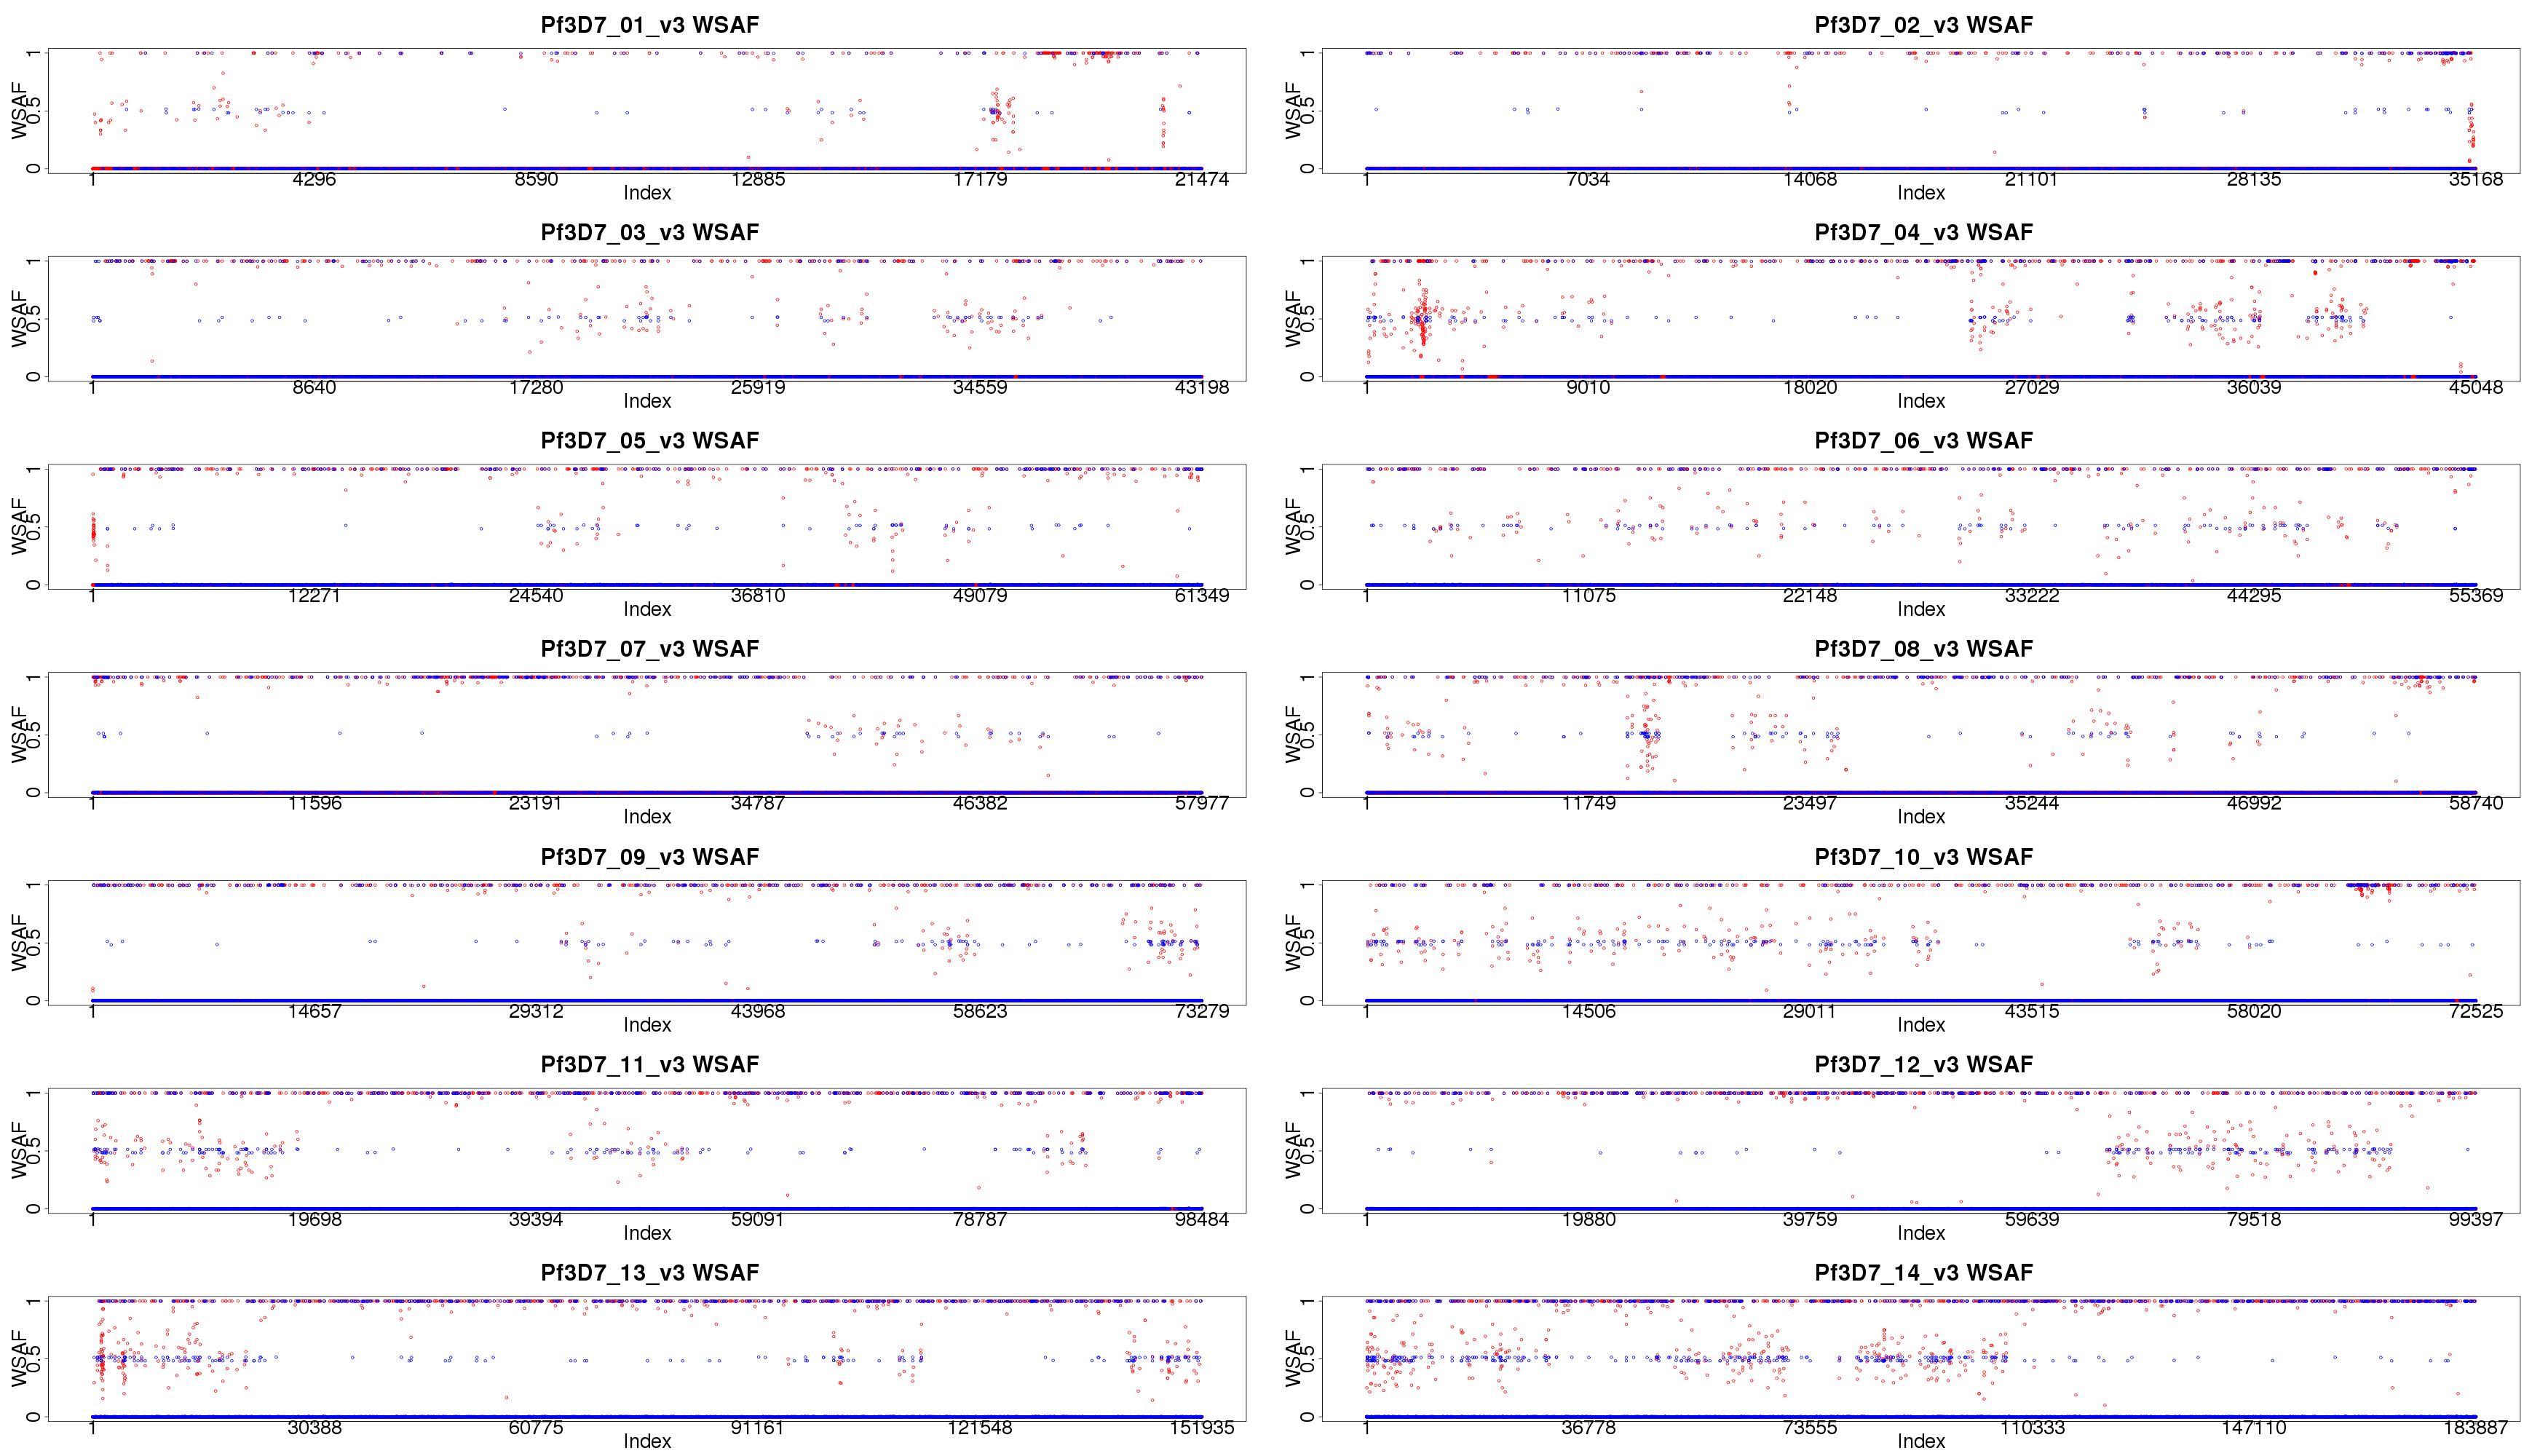 Pf3D7_01_v3 WSAF
WSAF
0 0.5 1
1 4296 8590 12885 17179 21474
Index
Pf3D7_02_v3 WSAF
WSAF
0 0.5 1
1 7034 14068 21101 28135 35168
Index
Pf3D7_03_v3 WSAF
WSAF
0 0.5 1
1 8640 17280 25919 34559 43198
Index
Pf3D7_04_v3 WSAF
WSAF
0 0.5 1
1 9010 18020 27029 36039 45048
Index
Pf3D7_05_v3 WSAF
WSAF
0 0.5 1
1 12271 24540 36810 49079 61349
Index
Pf3D7_06_v3 WSAF
WSAF
0 0.5 1
1 11075 22148 33222 44295 55369
Index
Pf3D7_07_v3 WSAF
WSAF
0 0.5 1
1 11596 23191 34787 46382 57977
Index
Pf3D7_08_v3 WSAF
WSAF
0 0.5 1
1 11749 23497 35244 46992 58740
Index
Pf3D7_09_v3 WSAF
WSAF
0 0.5 1
1 14657 29312 43968 58623 73279
Index
Pf3D7_10_v3 WSAF
WSAF
0 0.5 1
1 14506 29011 43515 58020 72525
Index
Pf3D7_11_v3 WSAF
WSAF
0 0.5 1
1 19698 39394 59091 78787 98484
Index
Pf3D7_12_v3 WSAF
WSAF
0 0.5 1
1 19880 39759 59639 79518 99397
Index
Pf3D7_13_v3 WSAF
WSAF
0 0.5 1
1 30388 60775 91161 121548 151935
Index
Pf3D7_14_v3 WSAF
WSAF
0 0.5 1
1 36778 73555 110333 147110 183887
Index